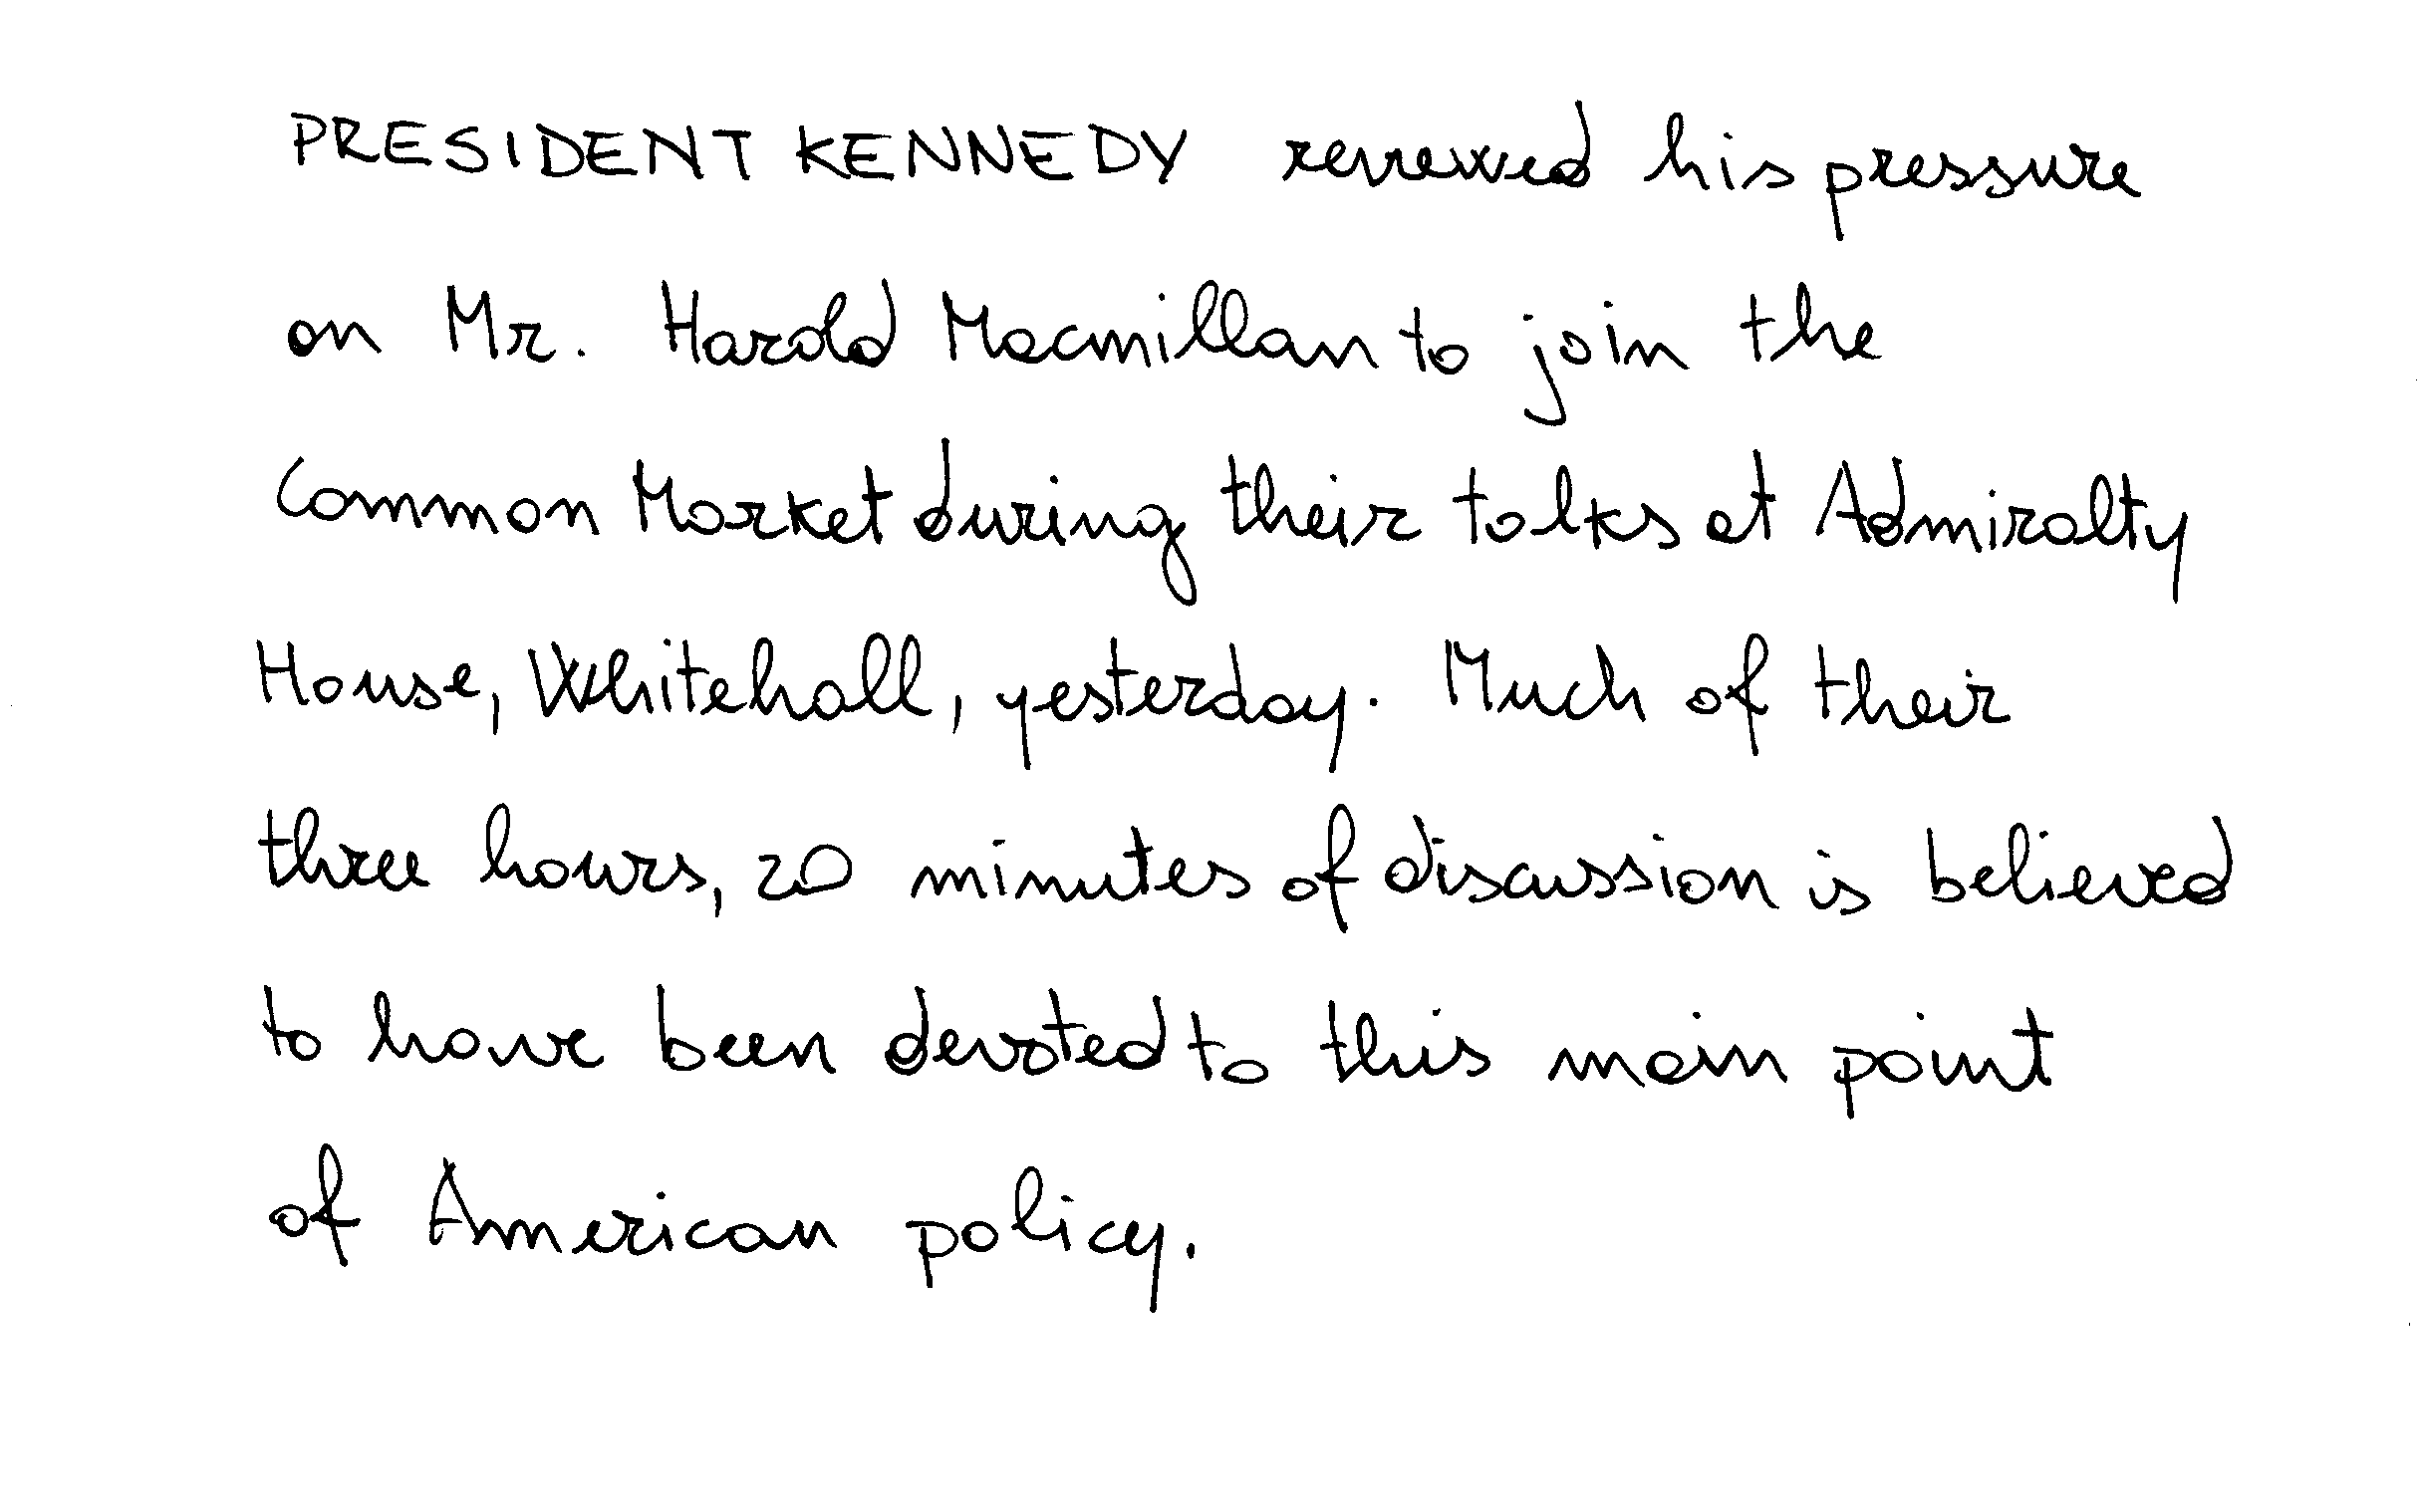 PRESIDENT KENNEDY renewed his pressure
on Mr. Harold Macmillan to join the
Common Market during their talks at Admiralty
House, Whitehall, yesterday. Much of their
three hours, 20 minutes of discussion is believed
to have been devoted to this main point
of American policy.